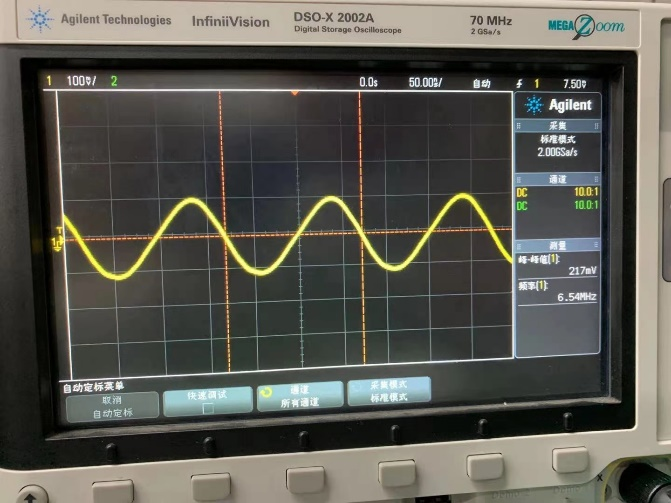 Agilent Technologies InfiniiVision DSO-X 2002A 70 MHz MEGA Zoom
Digital Storage Oscilloscope 2 GSa/s
1 100㎷/ 2 0.0s 50.00㎱/ 自动 1 7.50㎷
Agilent
采集
标准模式
2.00GSa/s
通道
DC 10.0:1
DC 10.0:1
测量
峰-峰值(1):
217mV
频率(1):
6.54MHz
T
1
自动定标菜单
取消
自动定标
快速调试
通道
所有通道
采集模式
标准模式